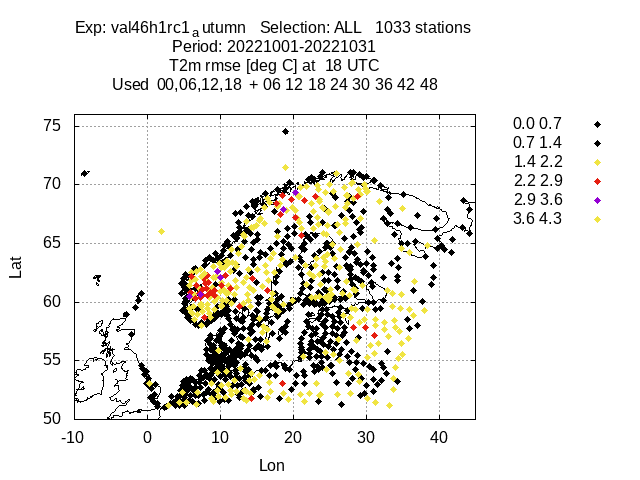 Exp: val46h1rc1a utumn   Selection: ALL   1033 stations
Period: 20221001-20221031
T2m rmse [deg C] at  18 UTC
Used  00,06,12,18  + 06 12 18 24 30 36 42 48
0.0 0.7
0.7 1.4
1.4 2.2
2.2 2.9
2.9 3.6
3.6 4.3
75
70
65
60
55
50
Lat
-10 0 10 20 30 40
Lon